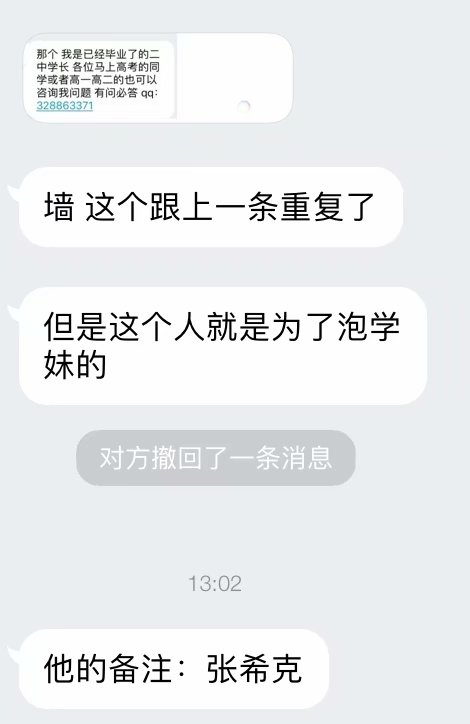 那个 我是已经毕业了的二
中学长 各位马上高考的同
学或者高一高二的也可以
咨询我问题 有问必答 qq:
328863371
墙 这个跟上一条重复了
但是这个人就是为了泡学
妹的
对方撤回了一条消息
13:02
他的备注：张希克